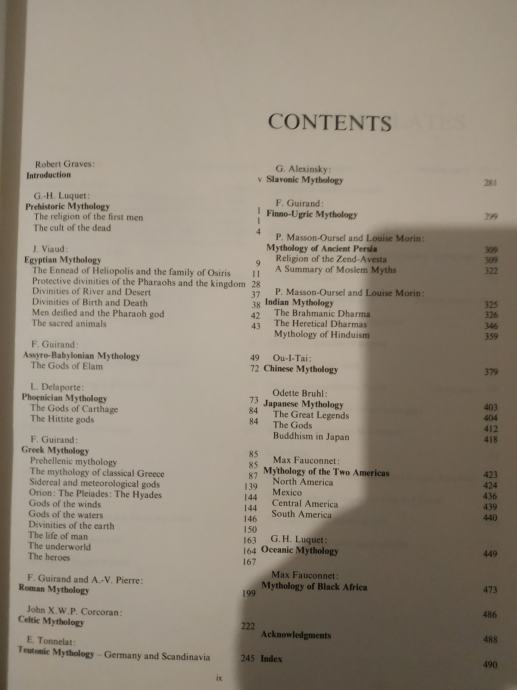 CONTENTS
Robert Graves:
Introduction v
G.-H. Luquet:
Prehistoric Mythology 1
The religion of the first men 1
The cult of the dead 4
J. Viaud:
Egyptian Mythology 9
The Ennead of Heliopolis and the family of Osiris 11
Protective divinities of the Pharaohs and the kingdom 28
Divinities of River and Desert 37
Divinities of Birth and Death 38
Men deified and the Pharaoh god 42
The sacred animals 43
F. Guirand:
Assyro-Babylonian Mythology 49
The Gods of Elam 72
L. Delaporte:
Phoenician Mythology 73
The Gods of Carthage 84
The Hittite gods 84
F. Guirand:
Greek Mythology 85
Prehellenic mythology 85
The mythology of classical Greece 87
Sidereal and meteorological gods 139
Orion: The Pleiades: The Hyades 144
Gods of the winds 144
Gods of the waters 146
Divinities of the earth 150
The life of man 163
The underworld 164
The heroes 167
F. Guirand and A.-V. Pierre:
Roman Mythology 199
John X.W.P. Corcoran:
Celtic Mythology 222
E. Tonnelat:
Teutonic Mythology – Germany and Scandinavia 245
G. Alexinsky:
Slavonic Mythology 281
F. Guirand:
Finno-Ugric Mythology 299
P. Masson-Oursel and Louise Morin:
Mythology of Ancient Persia 309
Religion of the Zend-Avesta 309
A Summary of Moslem Myths 322
P. Masson-Oursel and Louise Morin:
Indian Mythology 325
The Brahmanic Dharma 326
The Heretical Dharmas 346
Mythology of Hinduism 359
Ou-I-Tai:
Chinese Mythology 379
Odette Bruhl:
Japanese Mythology 403
The Great Legends 404
The Gods 412
Buddhism in Japan 418
Max Fauconnet:
Mythology of the Two Americas 423
North America 424
Mexico 436
Central America 439
South America 440
G.H. Luquet:
Oceanic Mythology 449
Max Fauconnet:
Mythology of Black Africa 473
486
Acknowledgments 488
Index 490
ix